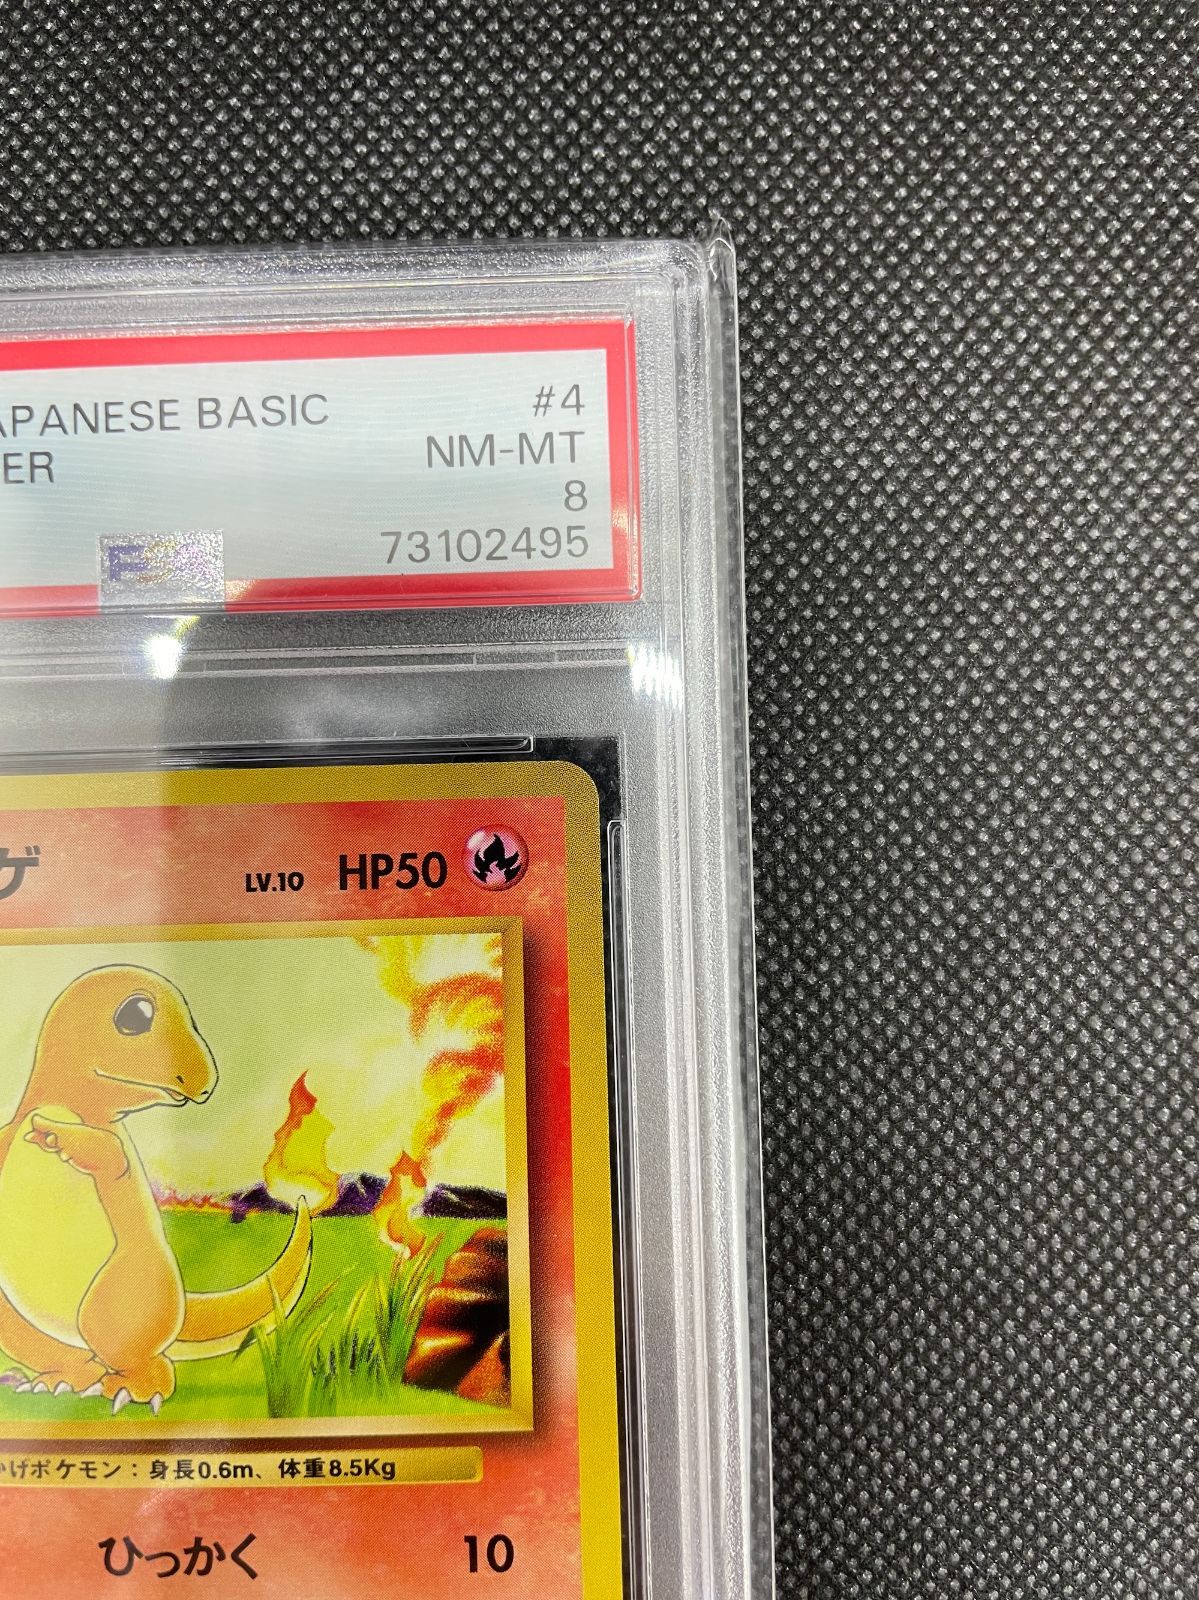 APANESE BASIC #4
ER NM-MT
8
73102495
PSA
ゲ LV.10 HP50
かげポケモン：身長0.6m、体重8.5Kg
ひっかく 10